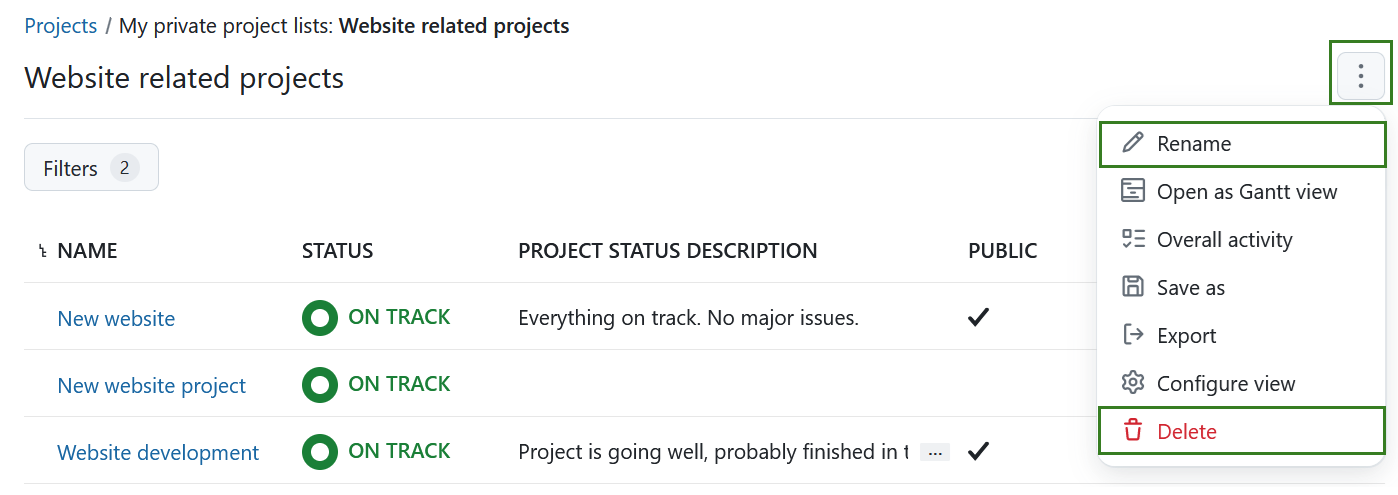 Projects / My private project lists: Website related projects
Website related projects
Filters 2
NAME STATUS PROJECT STATUS DESCRIPTION PUBLIC
New website ON TRACK Everything on track. No major issues.
New website project ON TRACK
Website development ON TRACK Project is going well, probably finished in t ...
Rename
Open as Gantt view
Overall activity
Save as
Export
Configure view
Delete